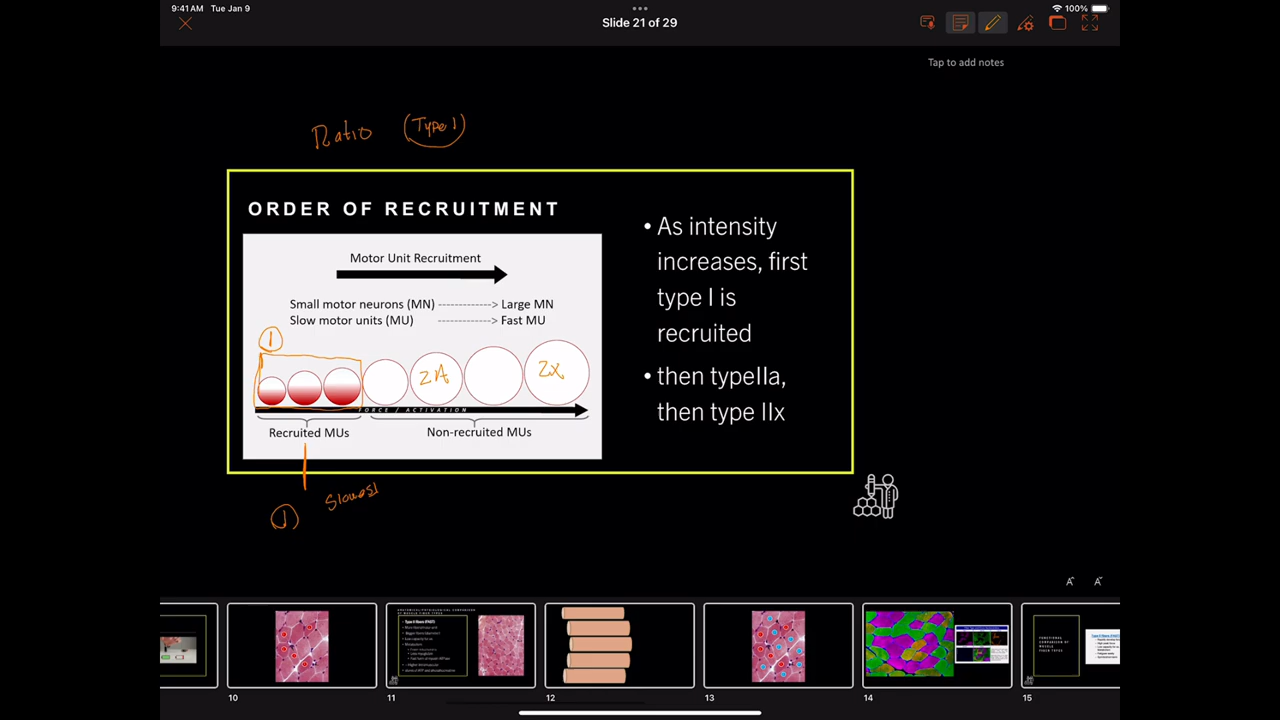 9:41 AM Tue Jan 9
100%
Slide 21 of 29
Tap to add notes
Ratio (Type 1)
ORDER OF RECRUITMENT
Motor Unit Recruitment
Small motor neurons (MN) ----------> Large MN
Slow motor units (MU) ----------> Fast MU
1
2A
2x
FORCE / ACTIVATION
Recruited MUs
Non-recruited MUs
• As intensity
increases, first
type I is
recruited
• then typeIIa,
then type IIx
1 Slowest
10
11
12
13
14
15